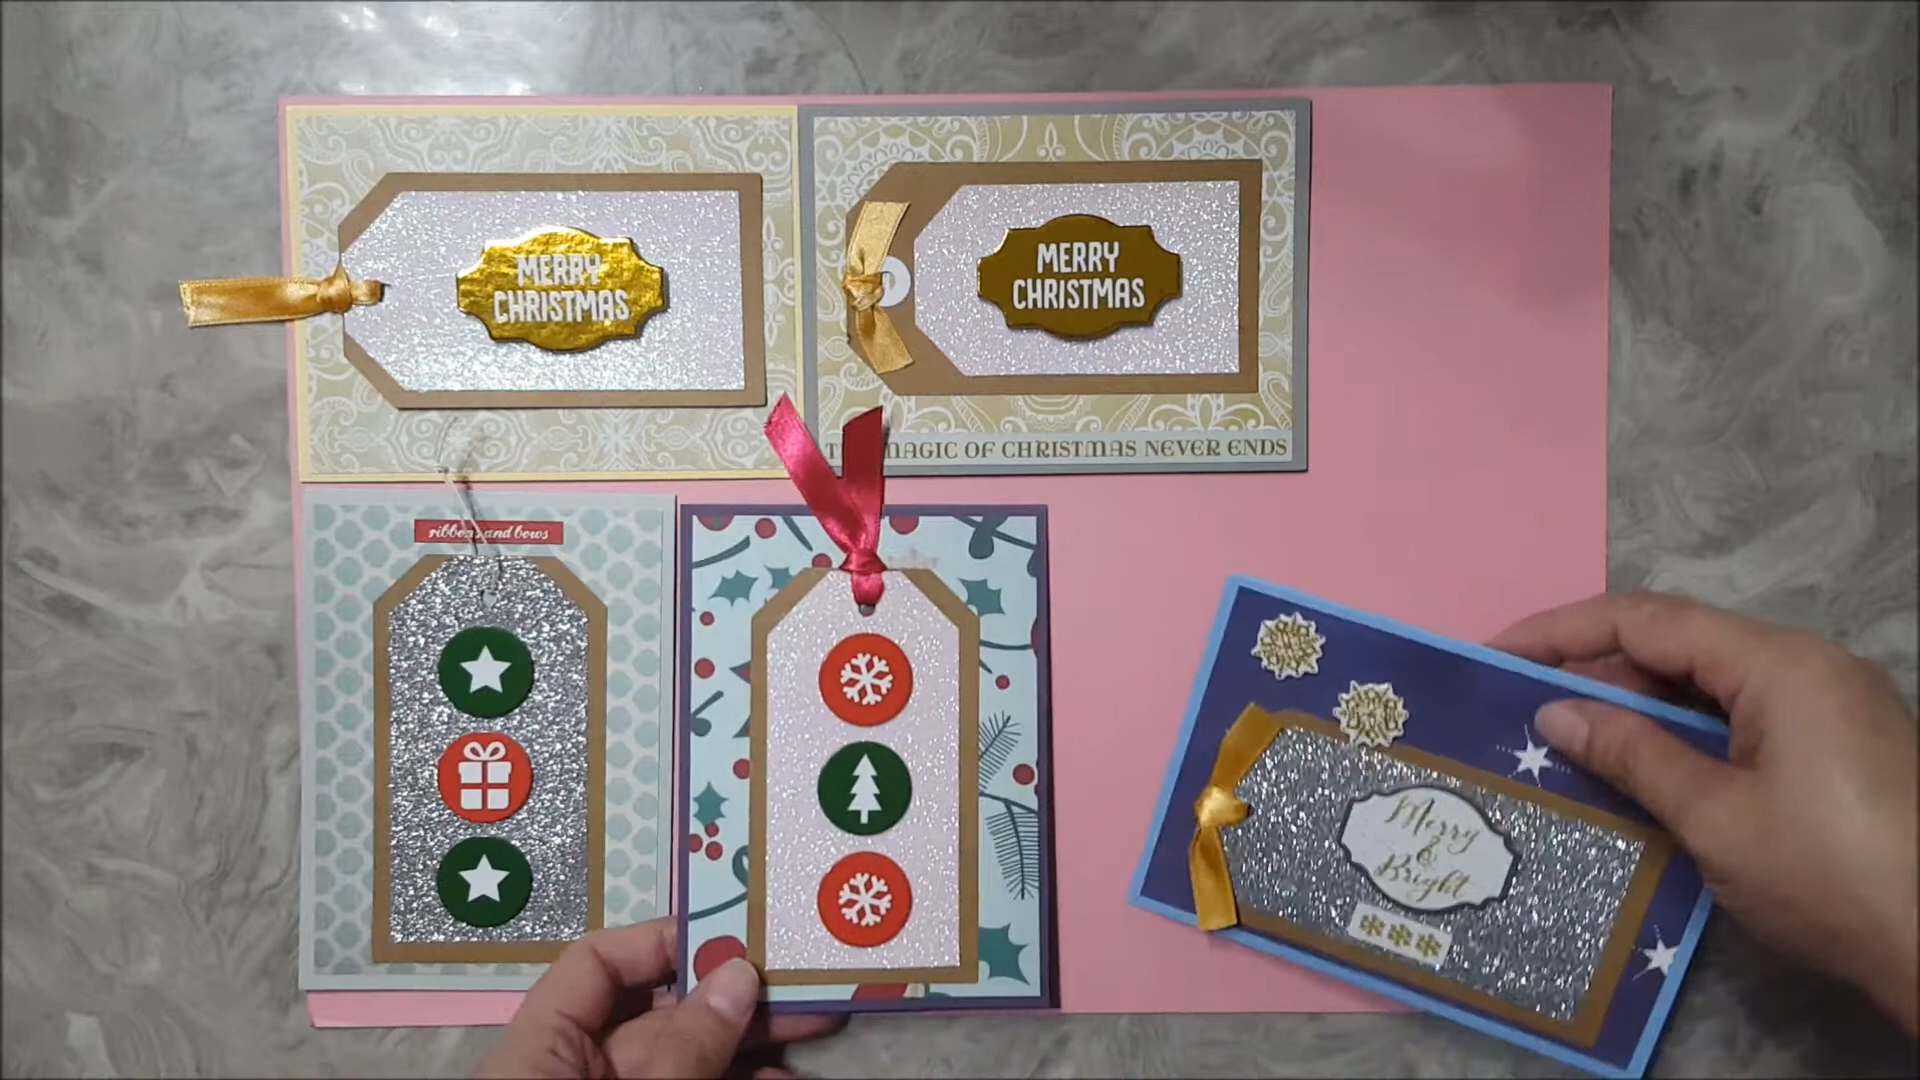 MERRY
CHRISTMAS
MERRY
CHRISTMAS
MAGIC OF CHRISTMAS NEVER ENDS
ribbons and bows
Merry
&
Bright